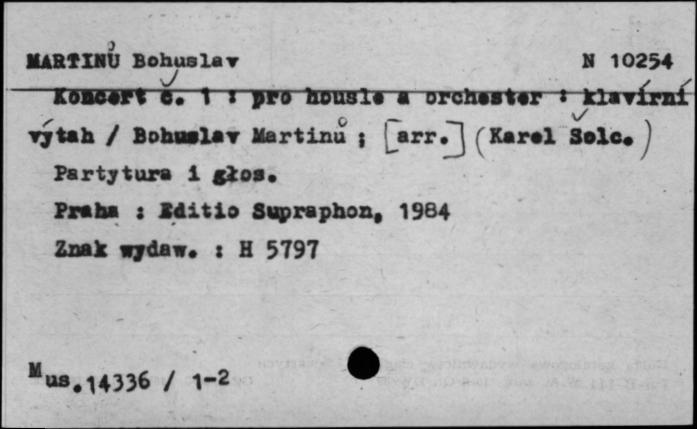 MARTINŮ Bohuslav N 10254
Koncert č. 1 : pro housle a orchester : klavírní
výtah / Bohuslav Martinů ; [arr.] (Karel Šolc.)
Partytura i głos.
Praha : Editio Supraphon, 1984
Znak wydaw. : H 5797
Mus.14336 / 1-2